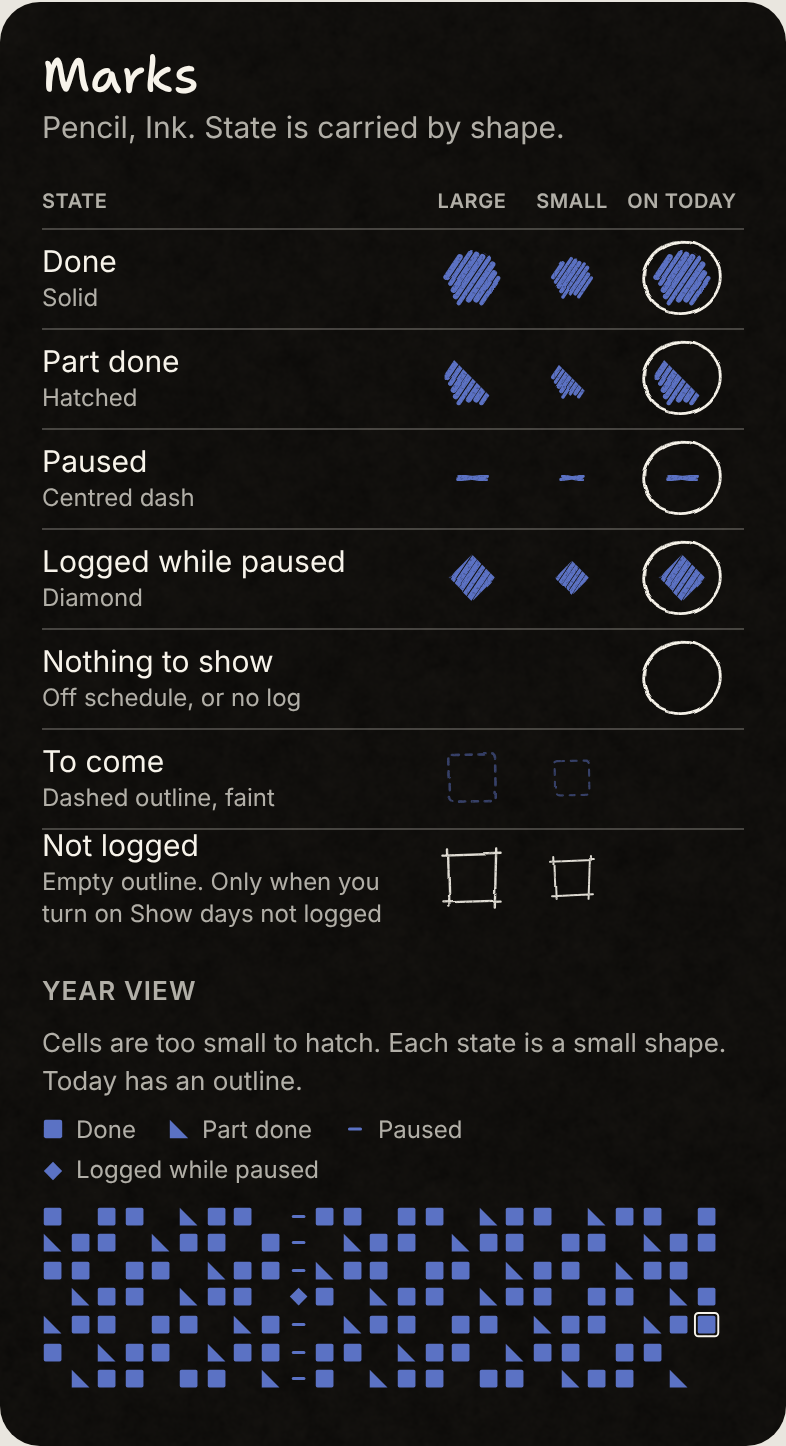 Marks
Pencil, Ink. State is carried by shape.
STATE LARGE SMALL ON TODAY
Done
Solid
Part done
Hatched
Paused
Centred dash
Logged while paused
Diamond
Nothing to show
Off schedule, or no log
To come
Dashed outline, faint
Not logged
Empty outline. Only when you
turn on Show days not logged
YEAR VIEW
Cells are too small to hatch. Each state is a small shape.
Today has an outline.
Done Part done Paused
Logged while paused